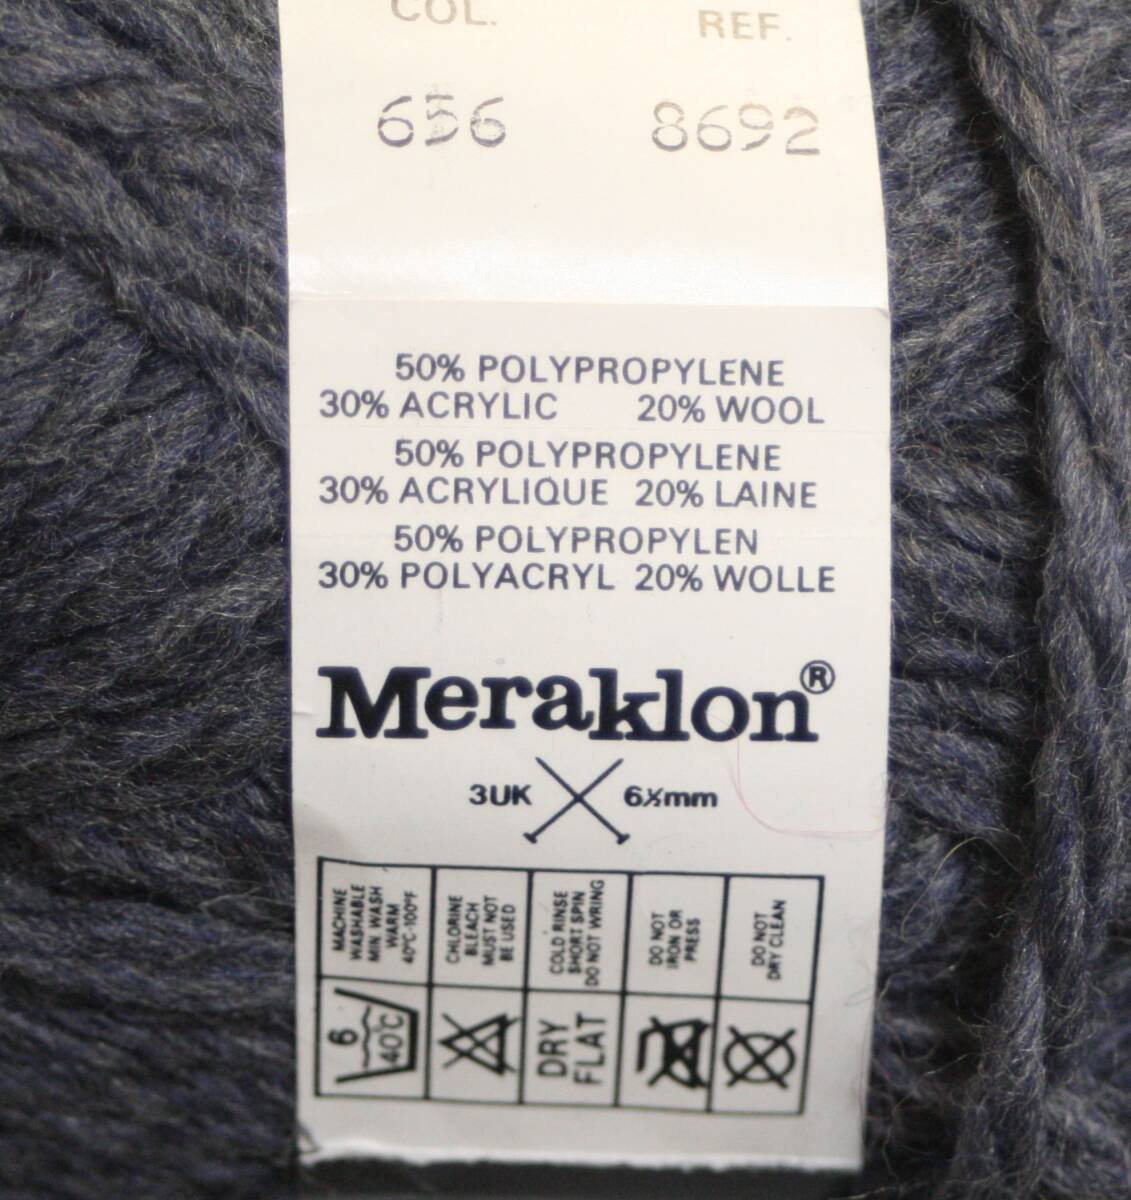 COL. REF.
656 8692
50% POLYPROPYLENE
30% ACRYLIC 20% WOOL
50% POLYPROPYLENE
30% ACRYLIQUE 20% LAINE
50% POLYPROPYLEN
30% POLYACRYL 20% WOLLE
Meraklon®
3UK 6½mm
MACHINE
WASHABLE
MIN WASH
WARM
40°C-100°F
CHLORINE
BLEACH
MUST NOT
BE USED
COLD RINSE
SHORT SPIN
DO NOT WRING
DO NOT
IRON OR
PRESS
DO NOT
DRY CLEAN
6
40°C
DRY
FLAT